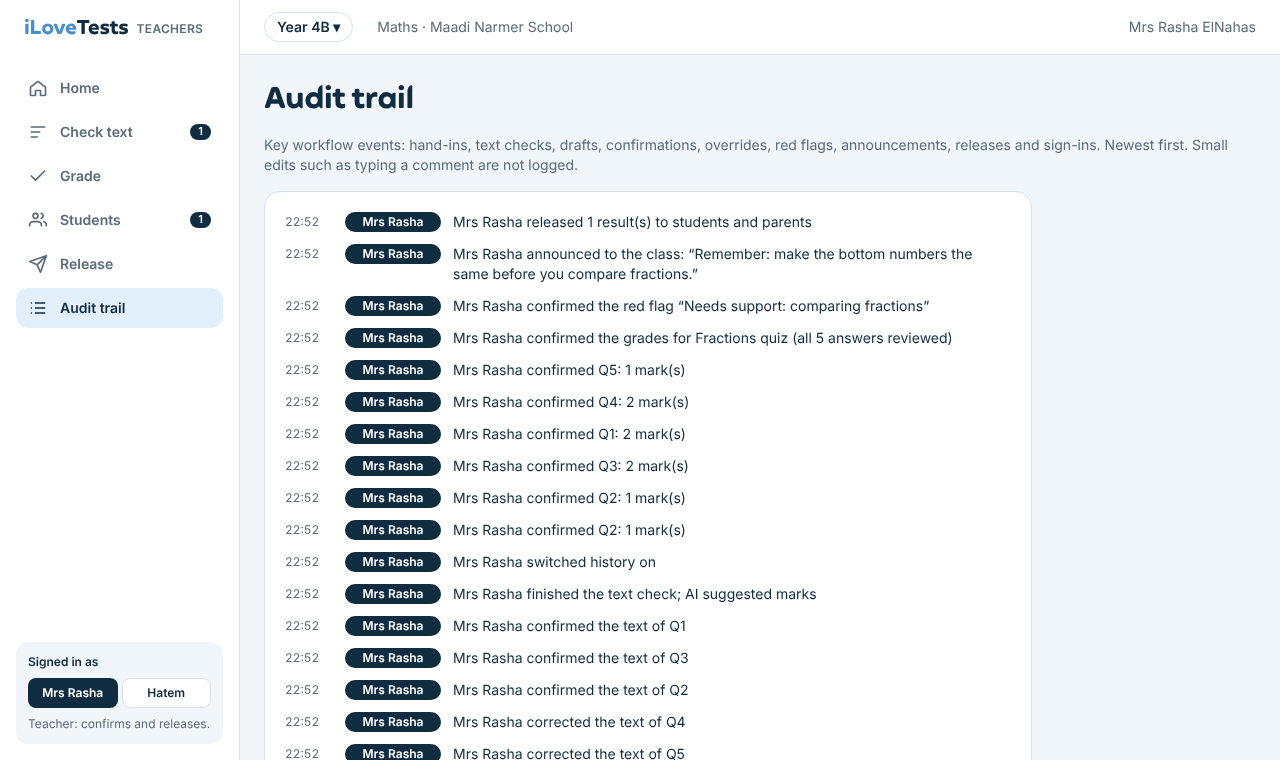 iLoveTests TEACHERS
Year 4B ▾
Maths · Maadi Narmer School
Mrs Rasha ElNahas
Home
Check text 1
Grade
Students 1
Release
Audit trail
Signed in as
Mrs Rasha
Hatem
Teacher: confirms and releases.
Audit trail
Key workflow events: hand-ins, text checks, drafts, confirmations, overrides, red flags, announcements, releases and sign-ins. Newest first. Small
edits such as typing a comment are not logged.
22:52 Mrs Rasha Mrs Rasha released 1 result(s) to students and parents
22:52 Mrs Rasha Mrs Rasha announced to the class: “Remember: make the bottom numbers the
same before you compare fractions.”
22:52 Mrs Rasha Mrs Rasha confirmed the red flag “Needs support: comparing fractions”
22:52 Mrs Rasha Mrs Rasha confirmed the grades for Fractions quiz (all 5 answers reviewed)
22:52 Mrs Rasha Mrs Rasha confirmed Q5: 1 mark(s)
22:52 Mrs Rasha Mrs Rasha confirmed Q4: 2 mark(s)
22:52 Mrs Rasha Mrs Rasha confirmed Q1: 2 mark(s)
22:52 Mrs Rasha Mrs Rasha confirmed Q3: 2 mark(s)
22:52 Mrs Rasha Mrs Rasha confirmed Q2: 1 mark(s)
22:52 Mrs Rasha Mrs Rasha confirmed Q2: 1 mark(s)
22:52 Mrs Rasha Mrs Rasha switched history on
22:52 Mrs Rasha Mrs Rasha finished the text check; AI suggested marks
22:52 Mrs Rasha Mrs Rasha confirmed the text of Q1
22:52 Mrs Rasha Mrs Rasha confirmed the text of Q3
22:52 Mrs Rasha Mrs Rasha confirmed the text of Q2
22:52 Mrs Rasha Mrs Rasha corrected the text of Q4
22:52 Mrs Rasha Mrs Rasha corrected the text of Q5